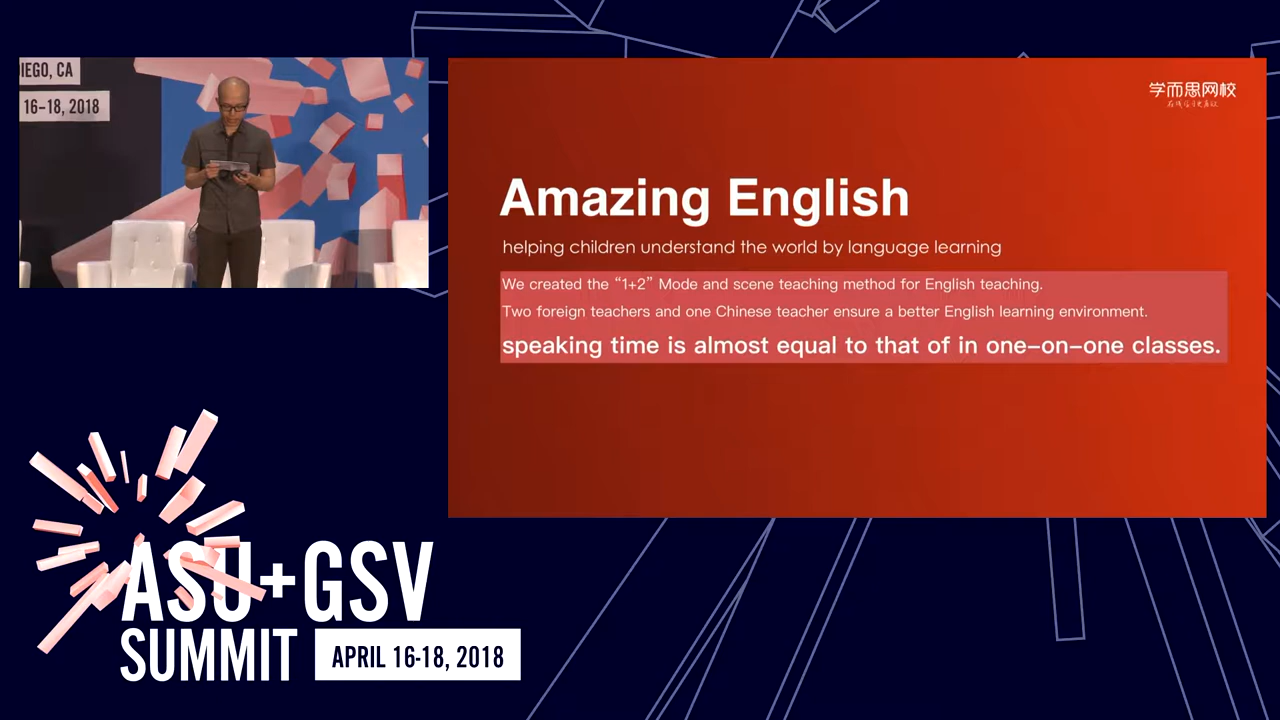 IEGO, CA
16-18, 2018
学而思网校
Amazing English
helping children understand the world by language learning
We created the “1+2” Mode and scene teaching method for English teaching.
Two foreign teachers and one Chinese teacher ensure a better English learning environment.
speaking time is almost equal to that of in one-on-one classes.
ASU+GSV
SUMMIT
APRIL 16-18, 2018